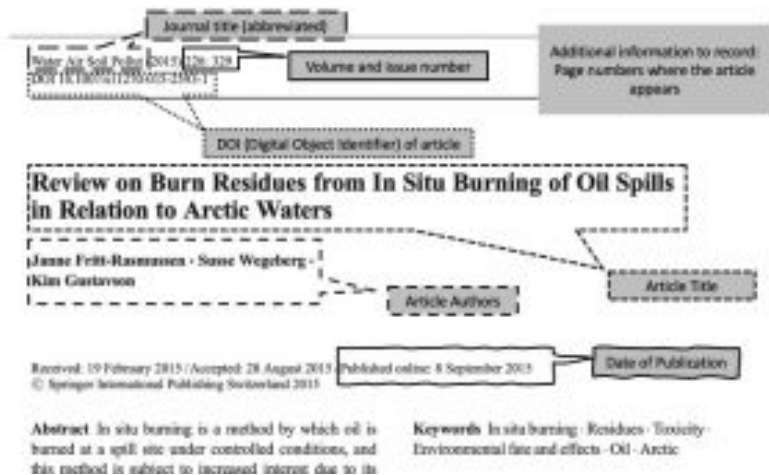 Journal title (abbreviated)
Water Air Soil Pollut (2015) 226: 329
DOI
Volume and issue number
Additional information to record:
Page numbers where the article
appears
DOI (Digital Object Identifier) of article
Review on Burn Residues from In Situ Burning of Oil Spills
in Relation to Arctic Waters
Janne Fritt-Rasmussen · Susse Wegeberg ·
Kim Gustavson
Article Authors
Article Title
Received: 19 February 2015 / Accepted: 28 August 2015 / Published online: 8 September 2015
© Springer International Publishing Switzerland 2015
Date of Publication
Abstract In situ burning is a method by which oil is
burned at a spill site under controlled conditions, and
this method is subject to increased interest due to its
Keywords In situ burning · Residues · Toxicity ·
Environmental fate and effects · Oil · Arctic